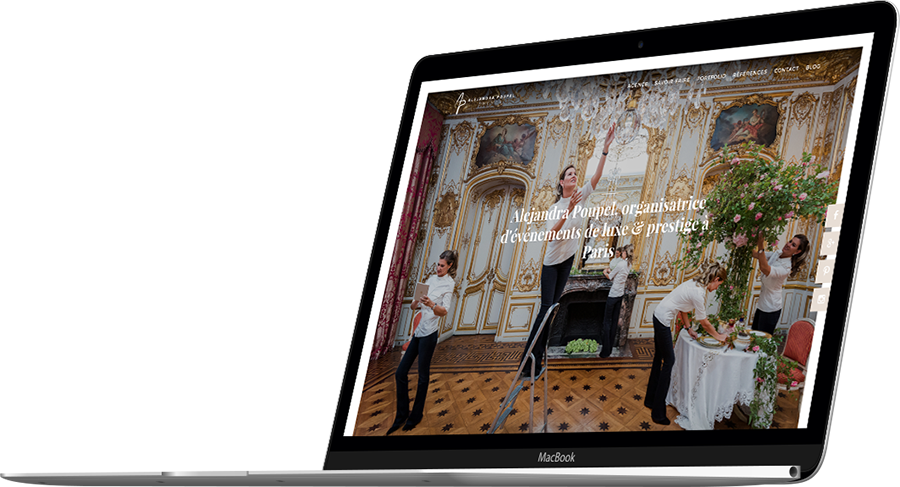 ALEJANDRA POUPEL
AGENCE SAVOIR FAIRE PORTFOLIO RÉFÉRENCES CONTACT BLOG
Alejandra Poupel, organisatrice
d'événements de luxe & prestige à
Paris
MacBook